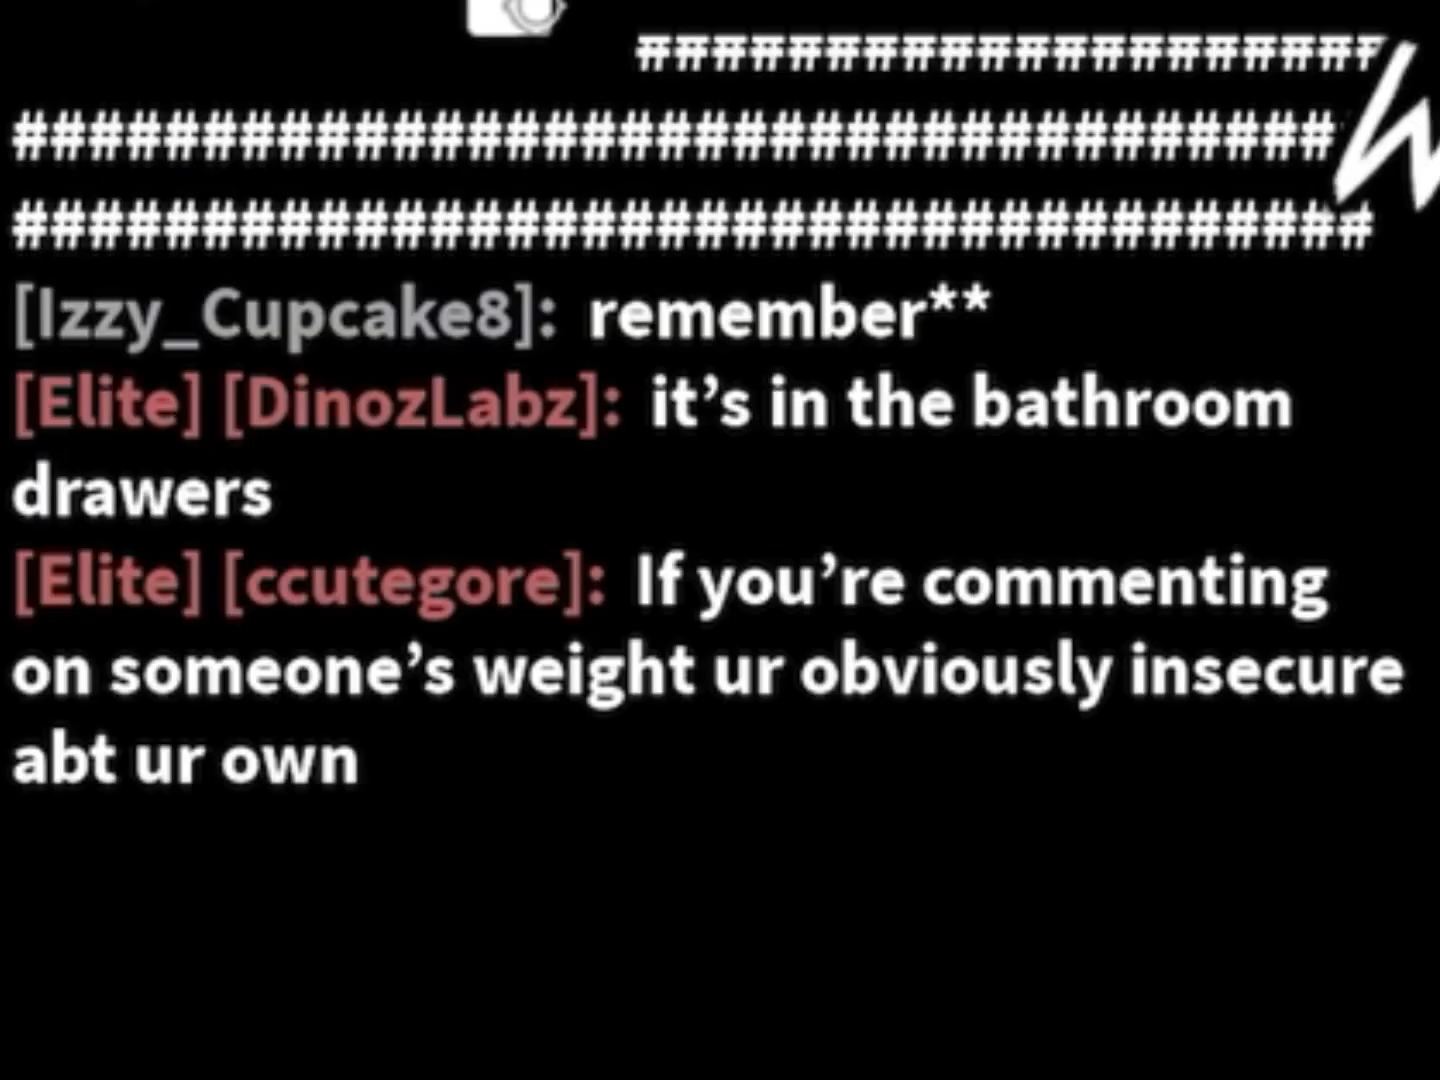 ####################
###################################
####################################
[Izzy_Cupcake8]: remember**
[Elite] [DinozLabz]: it’s in the bathroom
drawers
[Elite] [ccutegore]: If you’re commenting
on someone’s weight ur obviously insecure
abt ur own